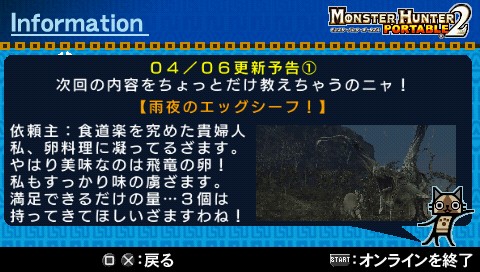 Information
MONSTER HUNTER
PORTABLE 2
04/06更新予告①
次回の内容をちょっとだけ教えちゃうのニャ！
【雨夜のエッグシーフ！】
依頼主：食道楽を究めた貴婦人
私、卵料理に凝ってるざます。
やはり美味なのは飛竜の卵！
私もすっかり味の虜ざます。
満足できるだけの量…３個は
持ってきてほしいざますわね！
□×:戻る
START:オンラインを終了